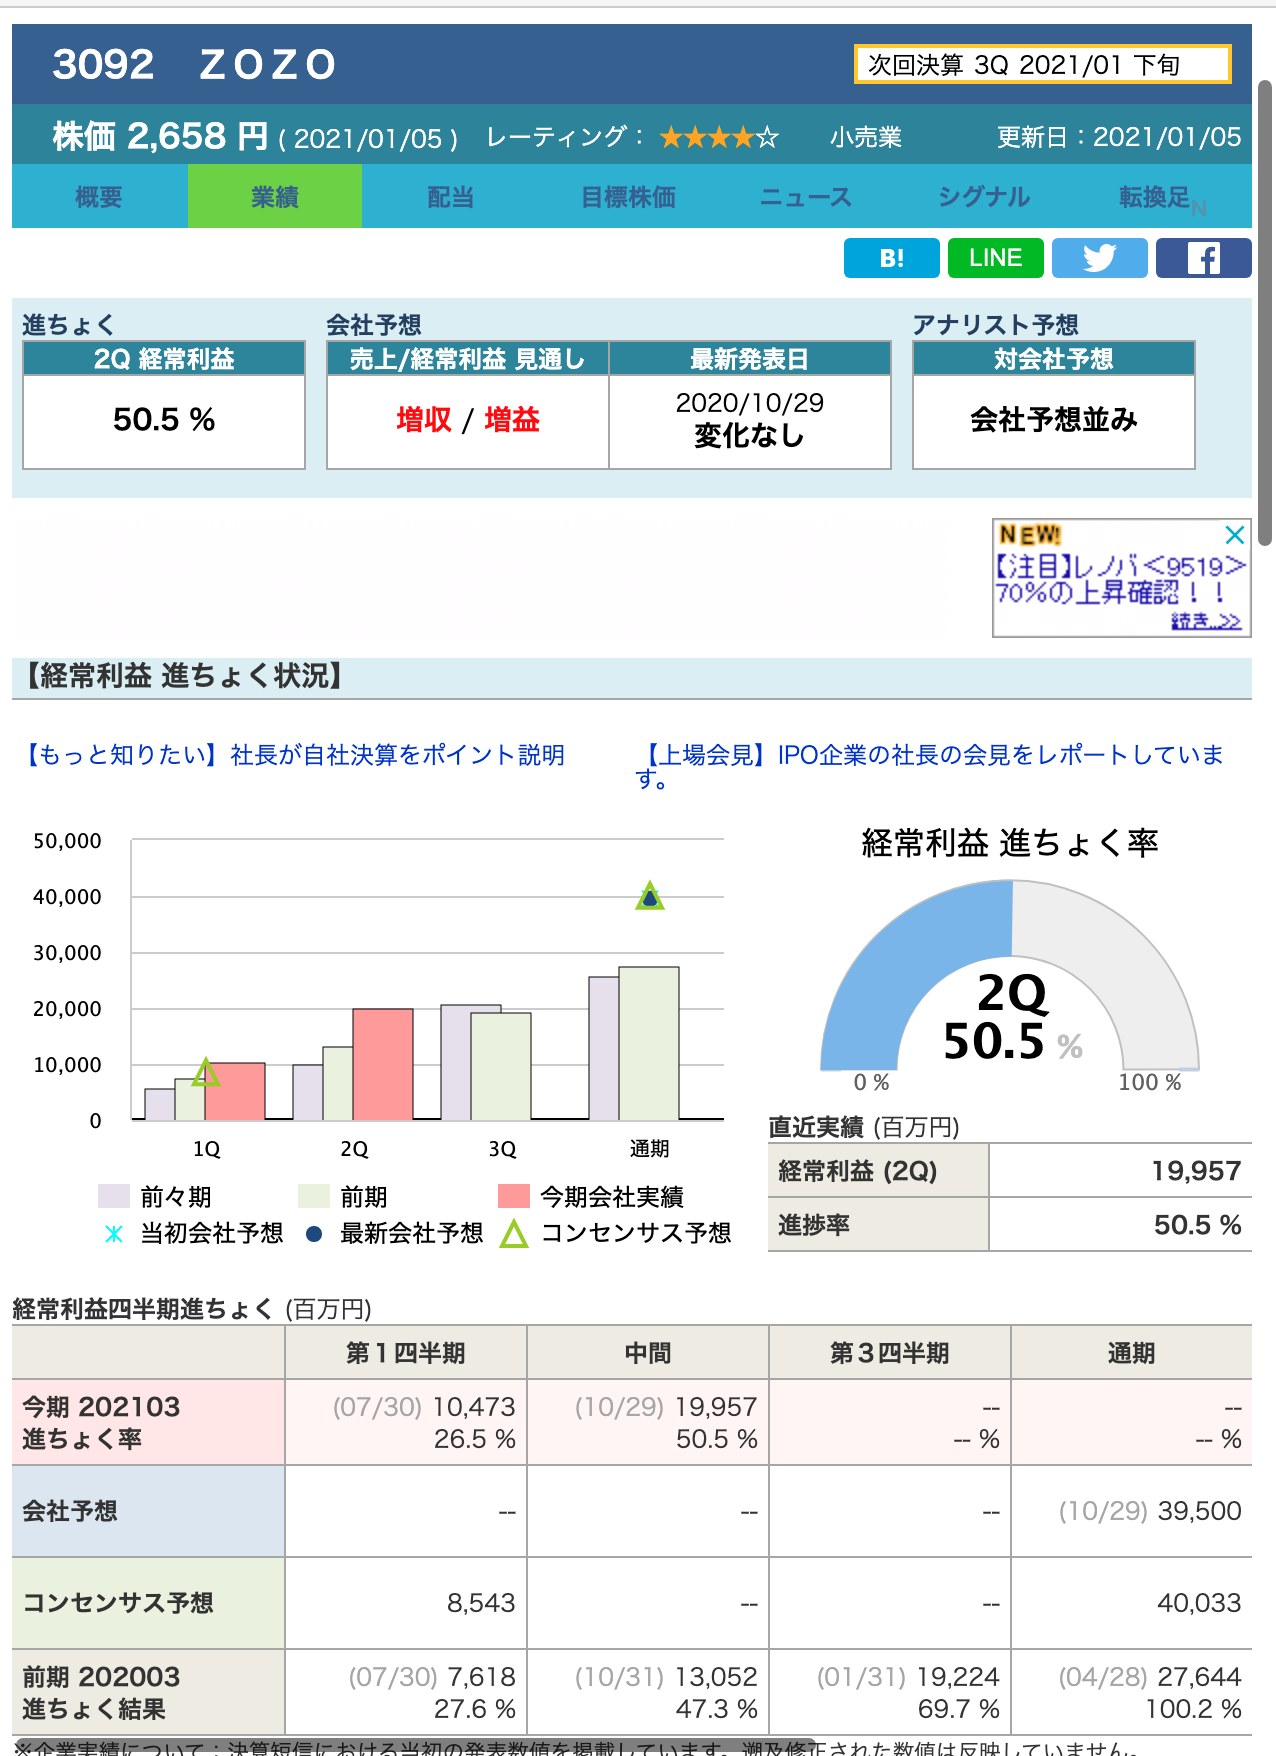 3092 ＺＯＺＯ
次回決算 3Q 2021/01 下旬
株価 2,658 円 ( 2021/01/05 ) レーティング： ★★★★☆ 小売業 更新日：2021/01/05
概要 業績 配当 目標株価 ニュース シグナル 転換足 N
B! LINE
進ちょく 会社予想 アナリスト予想
2Q 経常利益 売上/経常利益 見通し 最新発表日 対会社予想
50.5 % 増収 / 増益 2020/10/29 会社予想並み
変化なし
NEW!
【注目】レノバ<9519>
70%の上昇確認！！
続き..>>
【経常利益 進ちょく状況】
【もっと知りたい】社長が自社決算をポイント説明
【上場会見】IPO企業の社長の会見をレポートしていま
す。
50,000
40,000
30,000
20,000
10,000
0
1Q 2Q 3Q 通期
前々期 前期 今期会社実績
当初会社予想 最新会社予想 コンセンサス予想
経常利益 進ちょく率
2Q
50.5 %
0 % 100 %
直近実績 (百万円)
経常利益 (2Q) 19,957
進捗率 50.5 %
経常利益四半期進ちょく (百万円)
第１四半期 中間 第３四半期 通期
今期 202103 (07/30) 10,473 (10/29) 19,957 -- --
進ちょく率 26.5 % 50.5 % -- % -- %
会社予想 -- -- -- (10/29) 39,500
コンセンサス予想 8,543 -- -- 40,033
前期 202003 (07/30) 7,618 (10/31) 13,052 (01/31) 19,224 (04/28) 27,644
進ちょく結果 27.6 % 47.3 % 69.7 % 100.2 %
※企業実績について：決算短信における当初の発表数値を掲載しています。遡及修正された数値は反映していません。